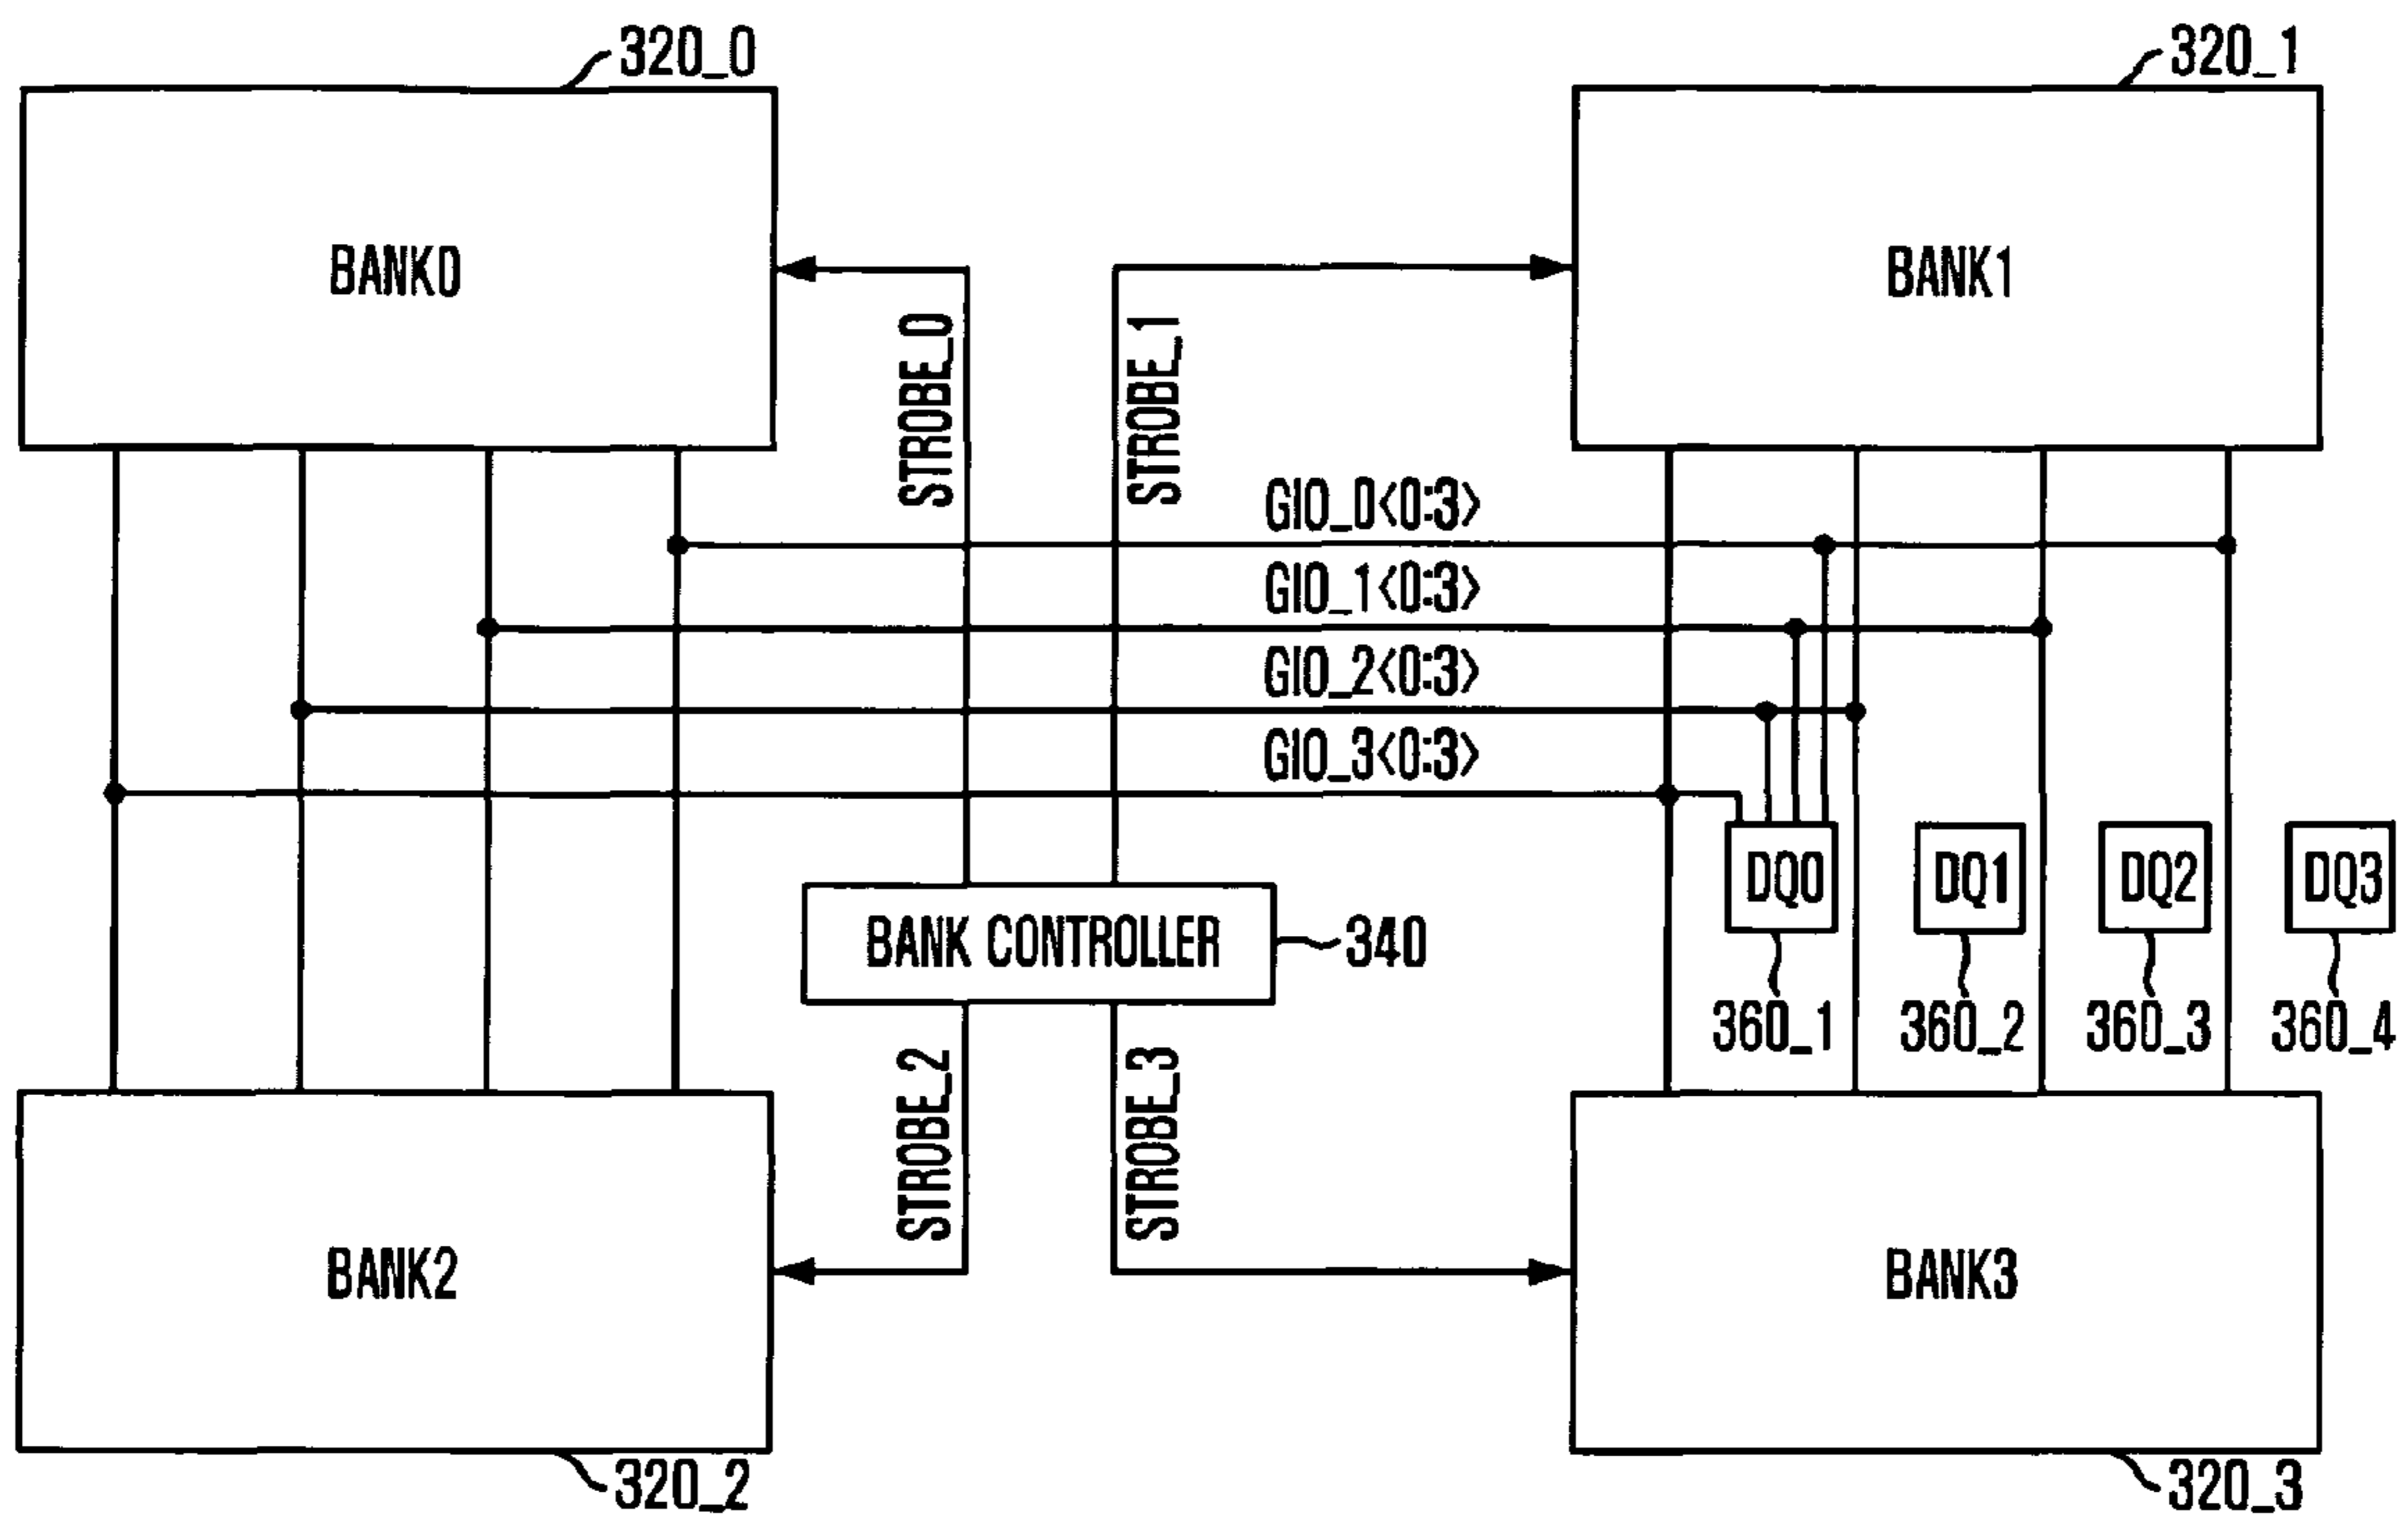 320_0
320_1
BANK0
BANK1
STROBE_0
STROBE_1
GIO_0<0:3>
GIO_1<0:3>
GIO_2<0:3>
GIO_3<0:3>
DQ0
DQ1
DQ2
DQ3
BANK CONTROLLER
340
360_1
360_2
360_3
360_4
STROBE_2
STROBE_3
BANK2
BANK3
320_2
320_3